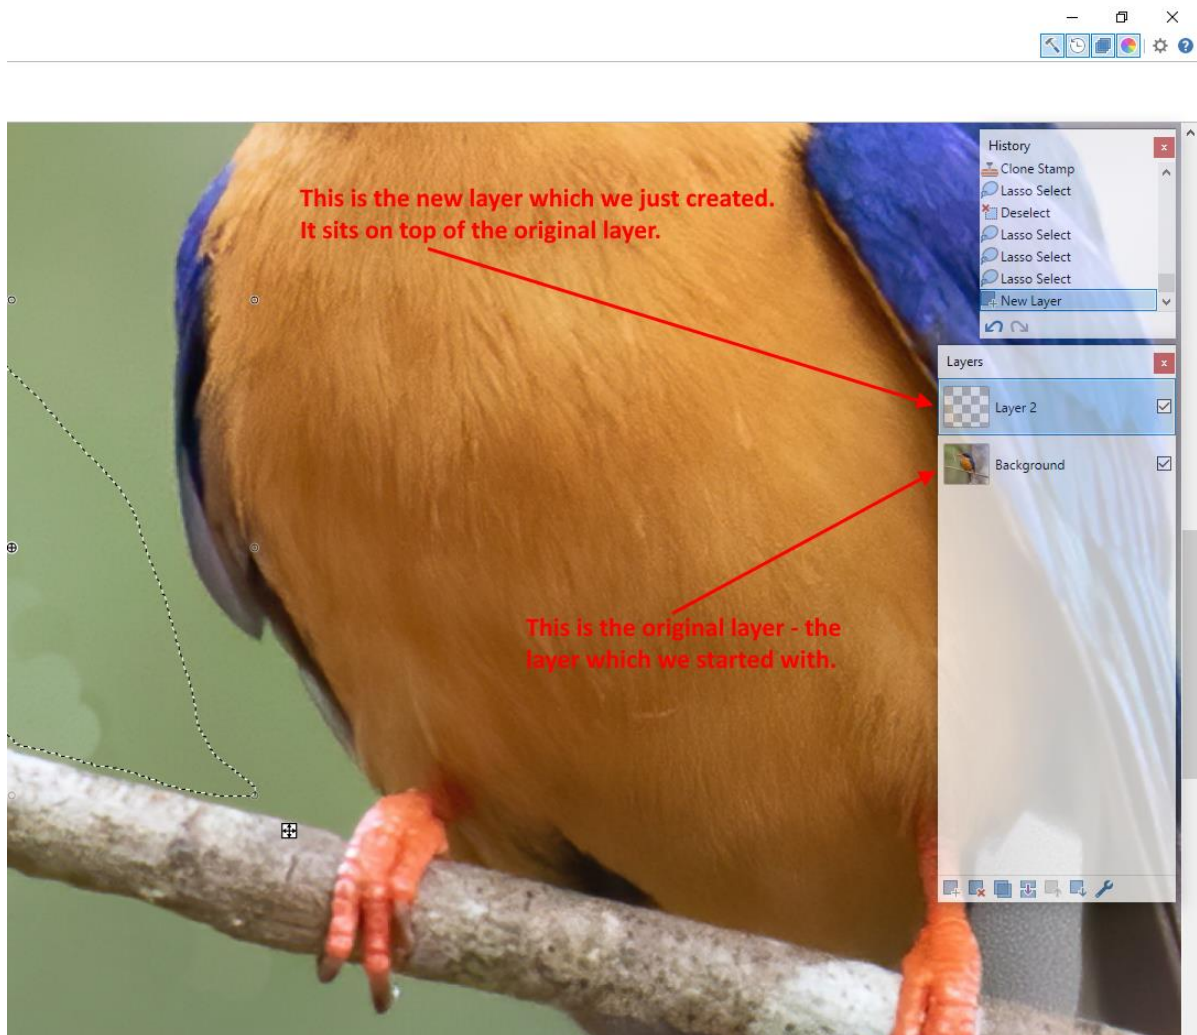 History
Clone Stamp
Lasso Select
Deselect
Lasso Select
Lasso Select
Lasso Select
New Layer
This is the new layer which we just created.
It sits on top of the original layer.
Layers
Layer 2
Background
This is the original layer - the
layer which we started with.